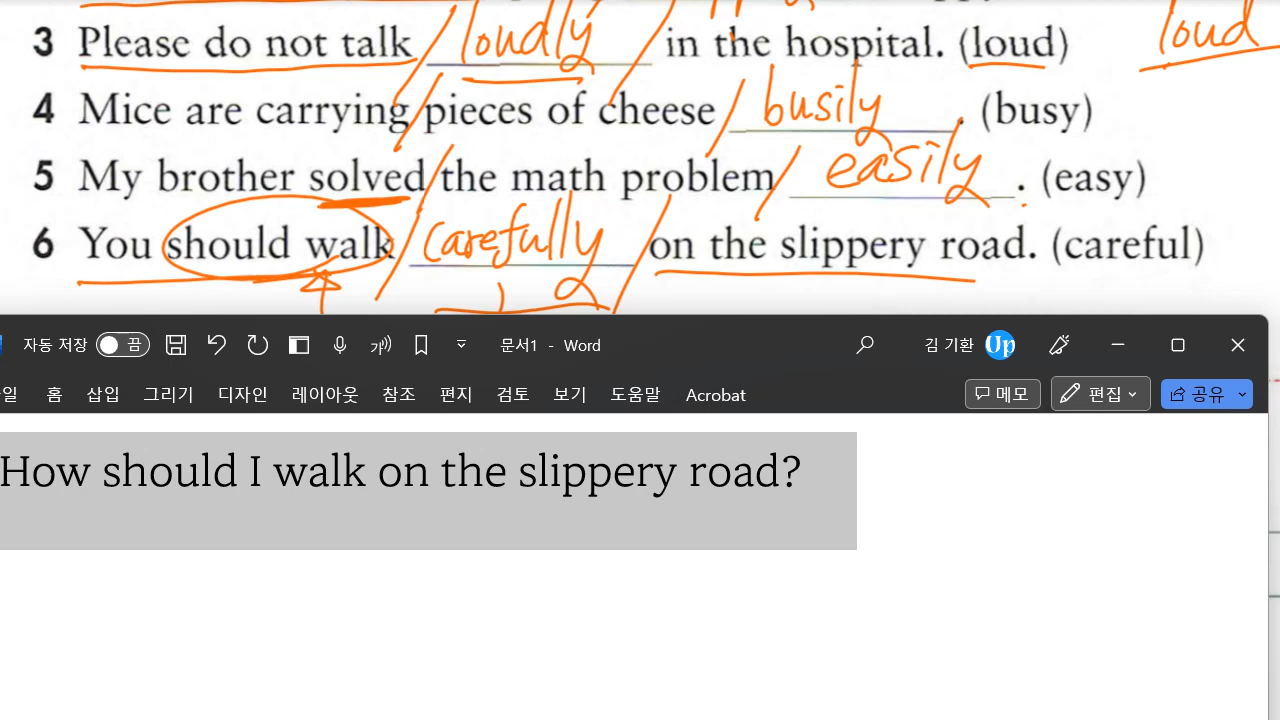 3 Please do not talk loudly in the hospital. (loud) loud
4 Mice are carrying pieces of cheese busily. (busy)
5 My brother solved the math problem easily. (easy)
6 You should walk carefully on the slippery road. (careful)
자동 저장 끔 가 문서1 - Word 김 기환
일 홈 삽입 그리기 디자인 레이아웃 참조 편지 검토 보기 도움말 Acrobat 메모 편집 공유
How should I walk on the slippery road?